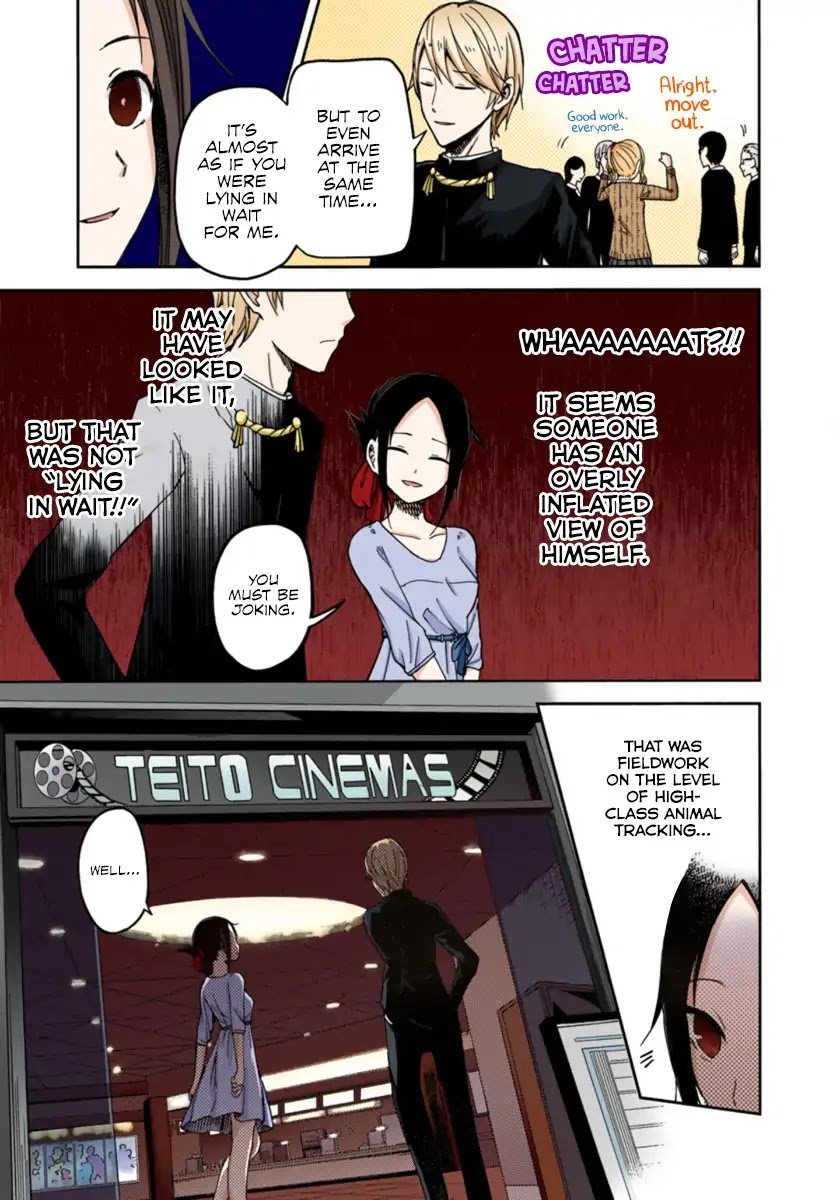 CHATTER
CHATTER
Alright,
move
out.
Good work,
everyone.
BUT TO
EVEN
ARRIVE
AT THE
SAME
TIME...
IT'S
ALMOST
AS IF YOU
WERE
LYING IN
WAIT
FOR ME.
WHAAAAAAAT?!!
IT SEEMS
SOMEONE
HAS AN
OVERLY
INFLATED
VIEW OF
HIMSELF.
IT MAY
HAVE
LOOKED
LIKE IT,
BUT THAT
WAS NOT
"LYING
IN WAIT!!"
YOU
MUST BE
JOKING.
THAT WAS
FIELDWORK
ON THE LEVEL
OF HIGH-
CLASS ANIMAL
TRACKING...
TEITO CINEMAS
WELL...